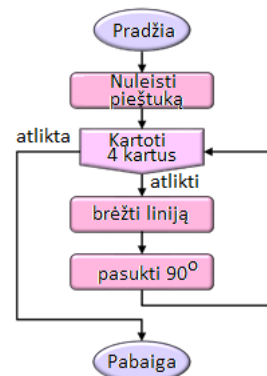 Pradžia
Nuleisti
pieštuką
atlikta
Kartoti
4 kartus
atlikti
brėžti liniją
pasukti 90°
Pabaiga